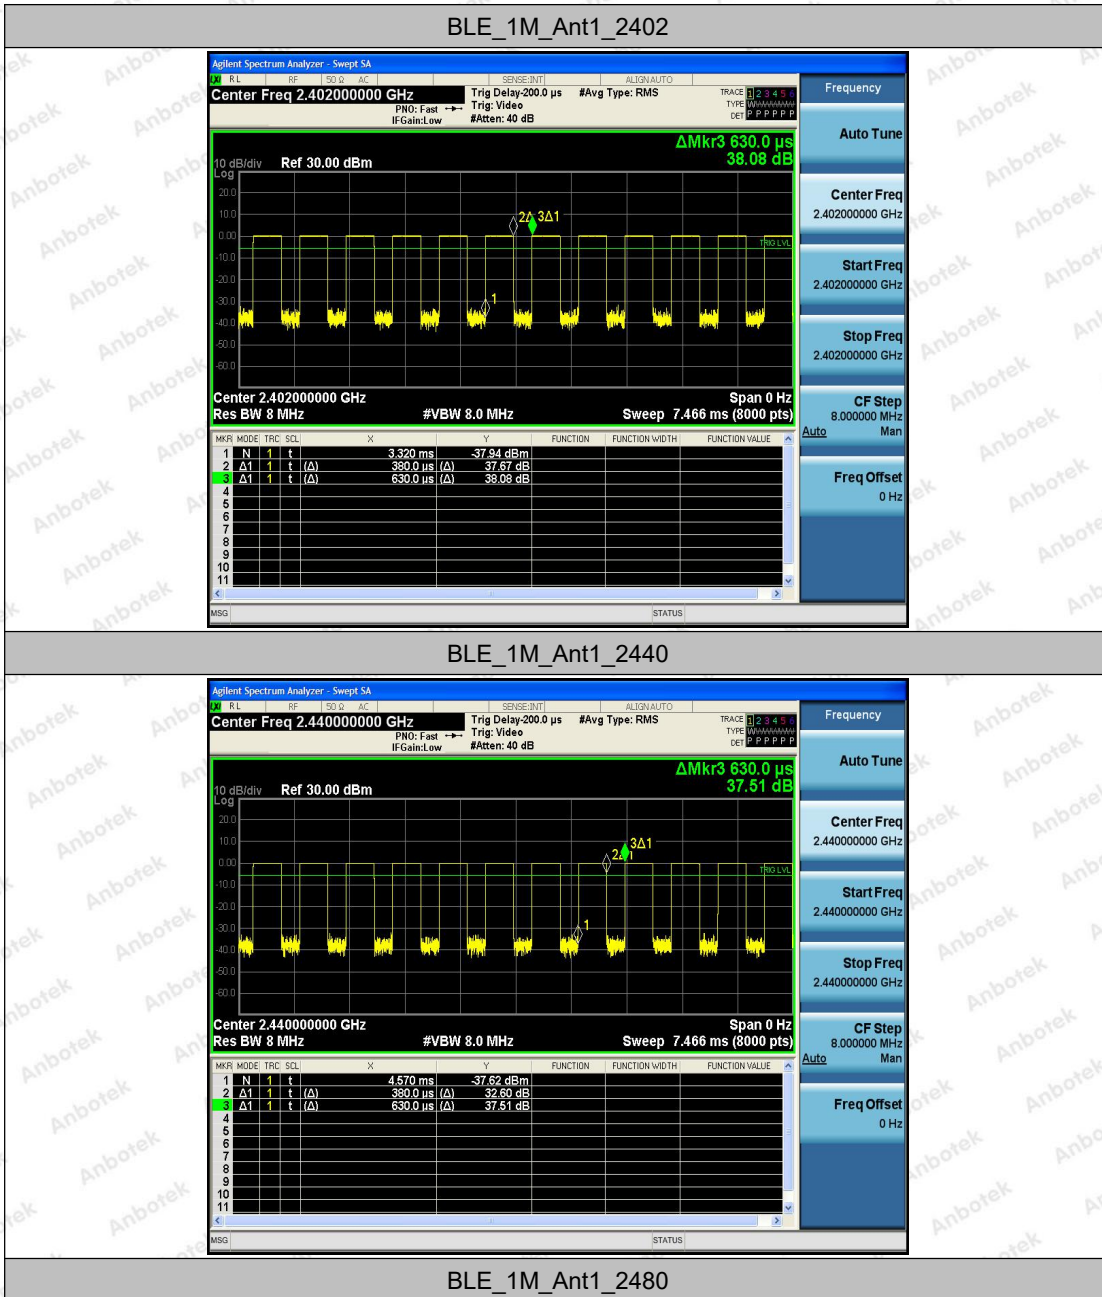 BLE_1M_Ant1_2402
Agilent Spectrum Analyzer - Swept SA
LXI RL RF 50 Ω AC SENSE:INT ALIGNAUTO
Center Freq 2.402000000 GHz
PNO: Fast
IFGain:Low
Trig Delay-200.0 µs #Avg Type: RMS
Trig: Video
#Atten: 40 dB
TRACE 1 2 3 4 5 6
TYPE W
DET P P P P P P
ΔMkr3 630.0 µs
38.08 dB
10 dB/div Ref 30.00 dBm
Log
20.0
10.0
0.00
-10.0
-20.0
-30.0
-40.0
-50.0
-60.0
2Δ 3Δ1
TRIG LVL
1
Center 2.402000000 GHz Span 0 Hz
Res BW 8 MHz #VBW 8.0 MHz Sweep 7.466 ms (8000 pts)
MKR MODE TRC SCL X Y FUNCTION FUNCTION WIDTH FUNCTION VALUE
1 N 1 t 3.320 ms -37.94 dBm
2 Δ1 1 t (Δ) 380.0 µs (Δ) 37.67 dB
3 Δ1 1 t (Δ) 630.0 µs (Δ) 38.08 dB
4
5
6
7
8
9
10
11
MSG STATUS
Frequency
Auto Tune
Center Freq
2.402000000 GHz
Start Freq
2.402000000 GHz
Stop Freq
2.402000000 GHz
CF Step
8.000000 MHz
Auto Man
Freq Offset
0 Hz
BLE_1M_Ant1_2440
Agilent Spectrum Analyzer - Swept SA
LXI RL RF 50 Ω AC SENSE:INT ALIGNAUTO
Center Freq 2.440000000 GHz
PNO: Fast
IFGain:Low
Trig Delay-200.0 µs #Avg Type: RMS
Trig: Video
#Atten: 40 dB
TRACE 1 2 3 4 5 6
TYPE W
DET P P P P P P
ΔMkr3 630.0 µs
37.51 dB
10 dB/div Ref 30.00 dBm
Log
20.0
10.0
0.00
-10.0
-20.0
-30.0
-40.0
-50.0
-60.0
3Δ1
2Δ1
TRIG LVL
1
Center 2.440000000 GHz Span 0 Hz
Res BW 8 MHz #VBW 8.0 MHz Sweep 7.466 ms (8000 pts)
MKR MODE TRC SCL X Y FUNCTION FUNCTION WIDTH FUNCTION VALUE
1 N 1 t 4.570 ms -37.62 dBm
2 Δ1 1 t (Δ) 380.0 µs (Δ) 32.60 dB
3 Δ1 1 t (Δ) 630.0 µs (Δ) 37.51 dB
4
5
6
7
8
9
10
11
MSG STATUS
Frequency
Auto Tune
Center Freq
2.440000000 GHz
Start Freq
2.440000000 GHz
Stop Freq
2.440000000 GHz
CF Step
8.000000 MHz
Auto Man
Freq Offset
0 Hz
BLE_1M_Ant1_2480